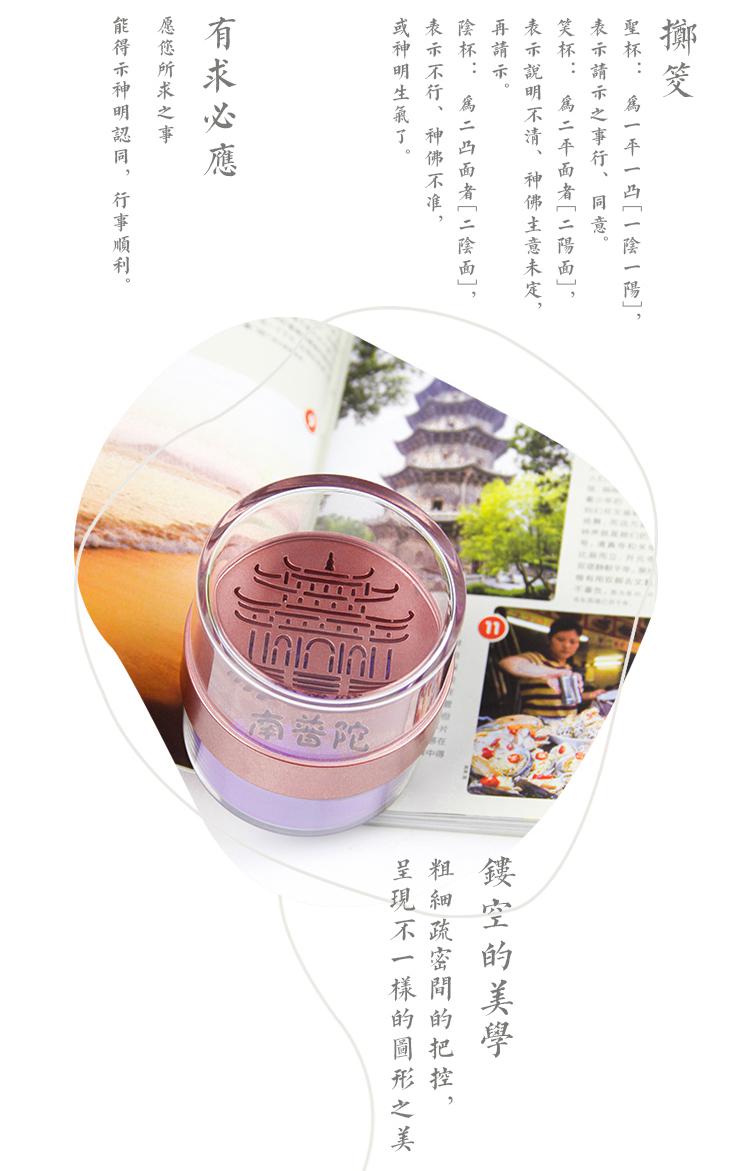 擲筊
聖杯：為一平一凸[一陰一陽]，
表示請示之事行、同意。
笑杯：為二平面者[二陽面]，
表示說明不清、神佛主意未定，
再請示。
陰杯：為二凸面者[二陰面]，
表示不行、神佛不准，
或神明生氣了。
有求必應
愿您所求之事
能得示神明認同，行事順利。
11
南普陀
鏤空的美學
粗細疏密間的把控，
呈現不一樣的圖形之美